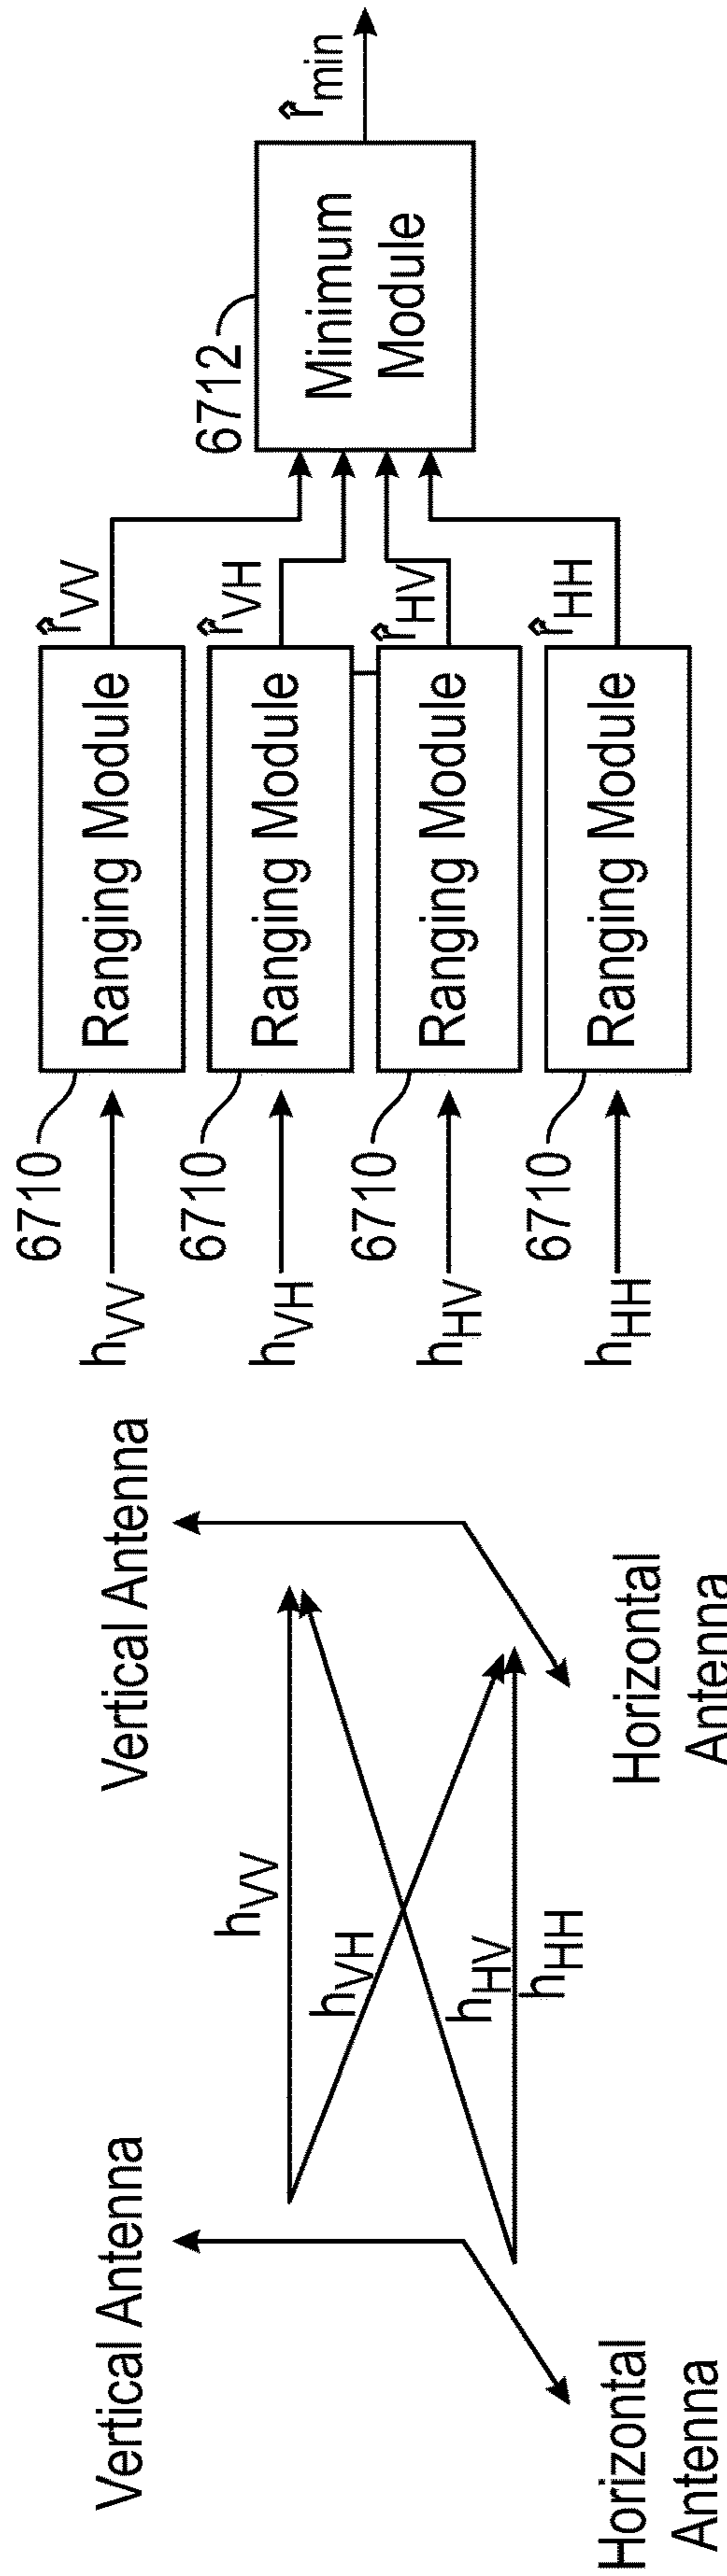 Vertical Antenna
Vertical Antenna
h_VV
h_VH
h_HV
h_HH
Horizontal
Antenna
Horizontal
Antenna
h_VV
6710
Ranging Module
r̂_VV
h_VH
6710
Ranging Module
r̂_VH
h_HV
6710
Ranging Module
r̂_HV
h_HH
6710
Ranging Module
r̂_HH
6712
Minimum
Module
r̂_min